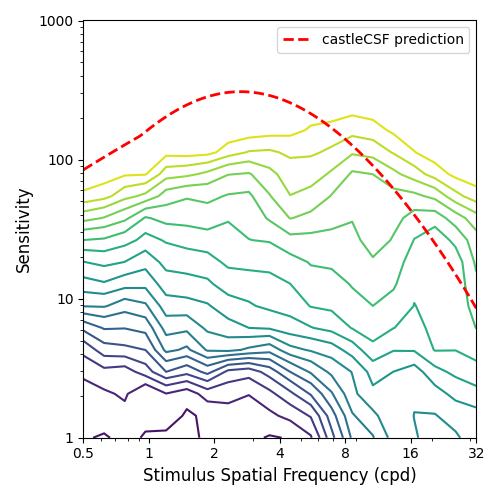 1000
castleCSF prediction
100
Sensitivity
10
1
0.5 1 2 4 8 16 32
Stimulus Spatial Frequency (cpd)